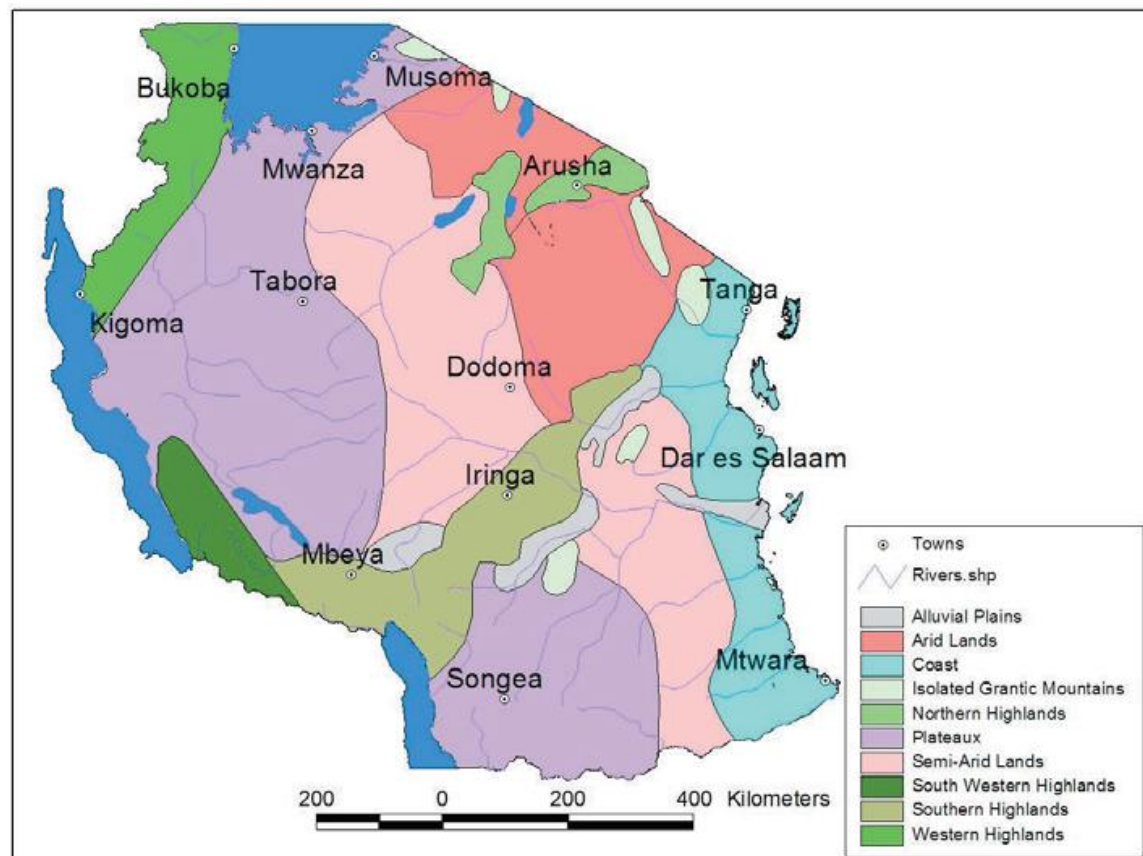 Bukoba
Musoma
Mwanza
Arusha
Tabora
Tanga
Kigoma
Dodoma
Dar es Salaam
Iringa
Mbeya
Mtwara
Songea
200 0 200 400 Kilometers
Towns
Rivers.shp
Alluvial Plains
Arid Lands
Coast
Isolated Grantic Mountains
Northern Highlands
Plateaux
Semi-Arid Lands
South Western Highlands
Southern Highlands
Western Highlands